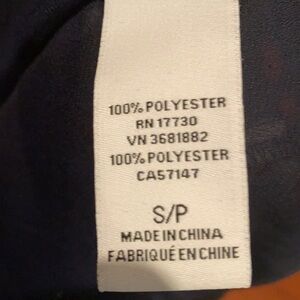 100% POLYESTER
RN 17730
VN 3681882
100% POLYESTER
CA57147
S/P
MADE IN CHINA
FABRIQUÉ EN CHINE